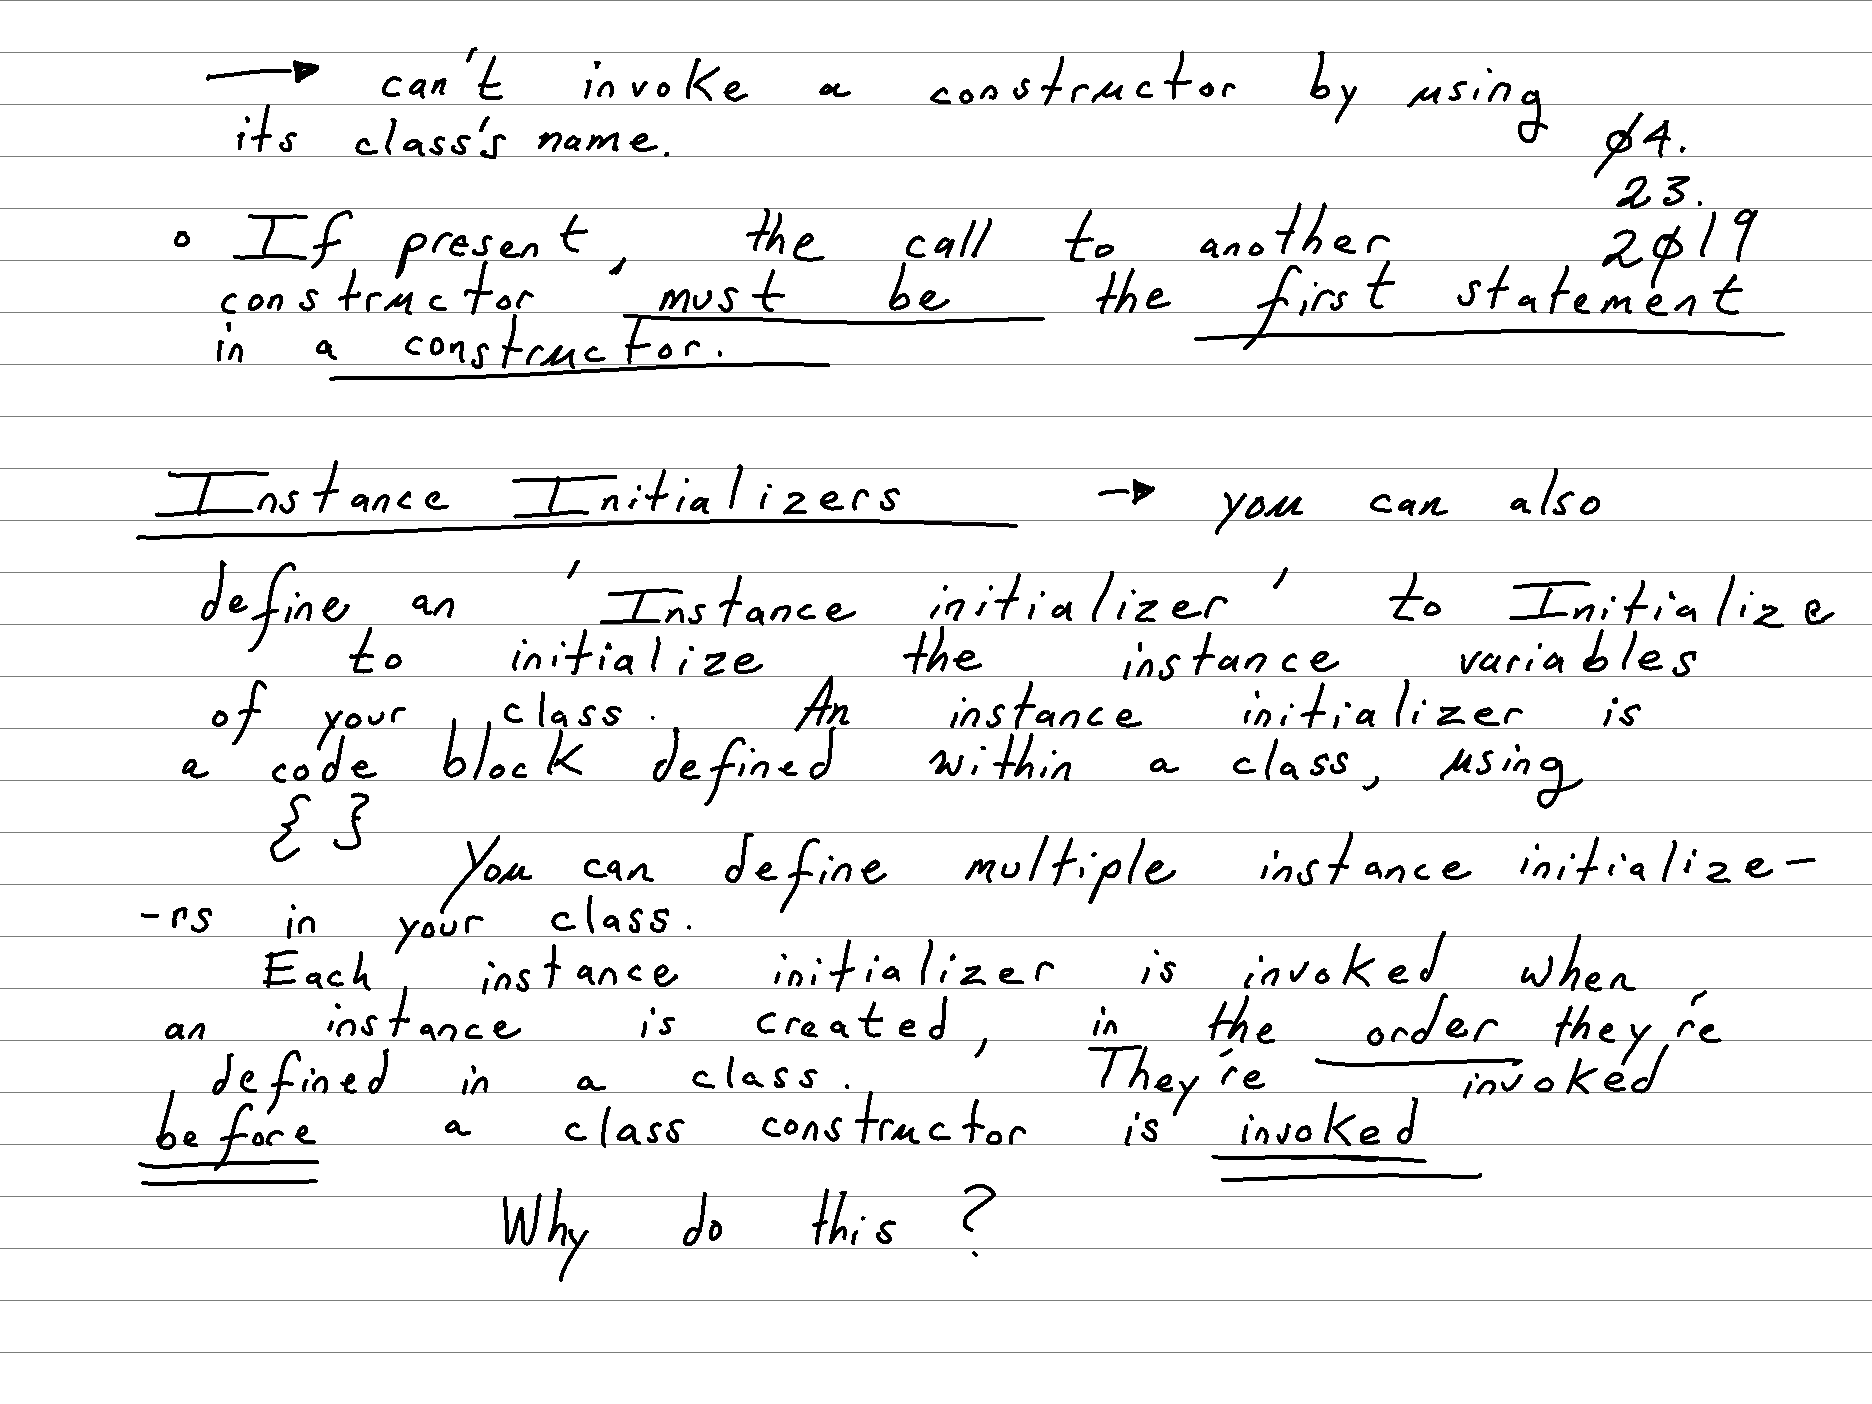 → can't invoke a constructor by using
its class's name.
Ø4.
23.
2Ø19
• If present, the call to another
constructor must be the first statement
in a constructor.
Instance Initializers → you can also
define an 'Instance initializer' to Initialize
to initialize the instance variables
of your class. An instance initializer is
a code block defined within a class, using
{ }
You can define multiple instance initialize-
-rs in your class.
Each instance initializer is invoked when
an instance is created, in the order they're
defined in a class. They're invoked
before a class constructor is invoked
Why do this?